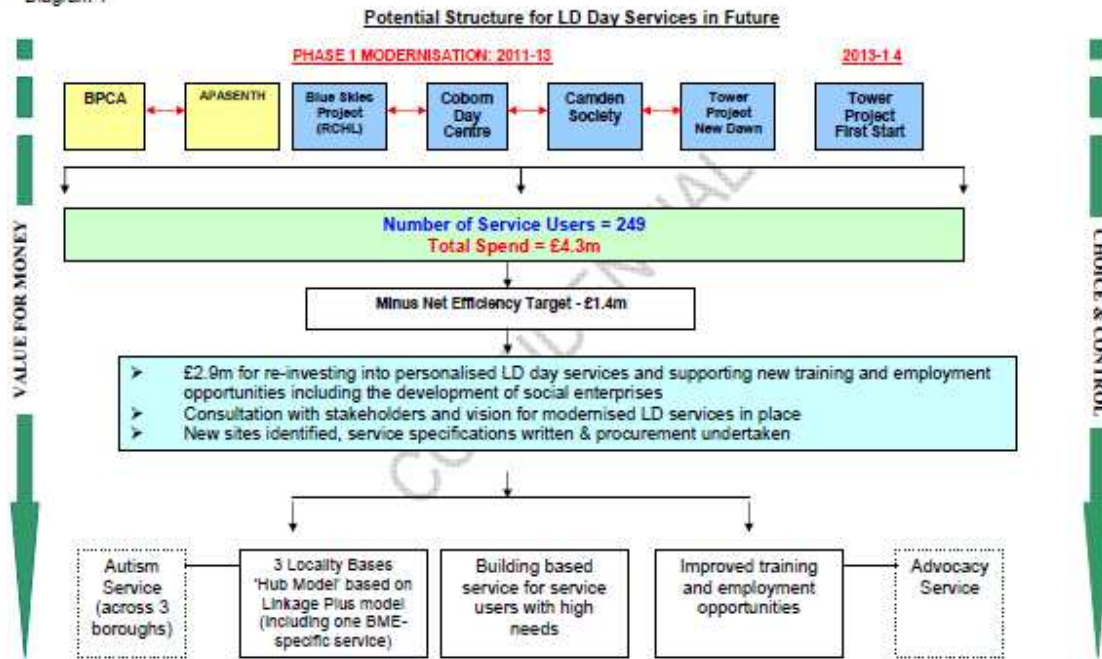 Diagram 1
Potential Structure for LD Day Services in Future
PHASE 1 MODERNISATION: 2011-13
2013-1.4
BPCA
APASENTH
Blue Skies
Project
(RCHL)
Coborn
Day
Centre
Camden
Society
Tower
Project
New Dawn
Tower
Project
First Start
Number of Service Users = 249
Total Spend = £4.3m
Minus Net Efficiency Target - £1.4m
➢ £2.9m for re-investing into personalised LD day services and supporting new training and employment
opportunities including the development of social enterprises
➢ Consultation with stakeholders and vision for modernised LD services in place
➢ New sites identified, service specifications written & procurement undertaken
Autism
Service
(across 3
boroughs)
3 Locality Bases
'Hub Model' based on
Linkage Plus model
(including one BME-
specific service)
Building based
service for service
users with high
needs
Improved training
and employment
opportunities
Advocacy
Service
VALUE FOR MONEY
CHOICE & CONTROL
CONFIDENTIAL